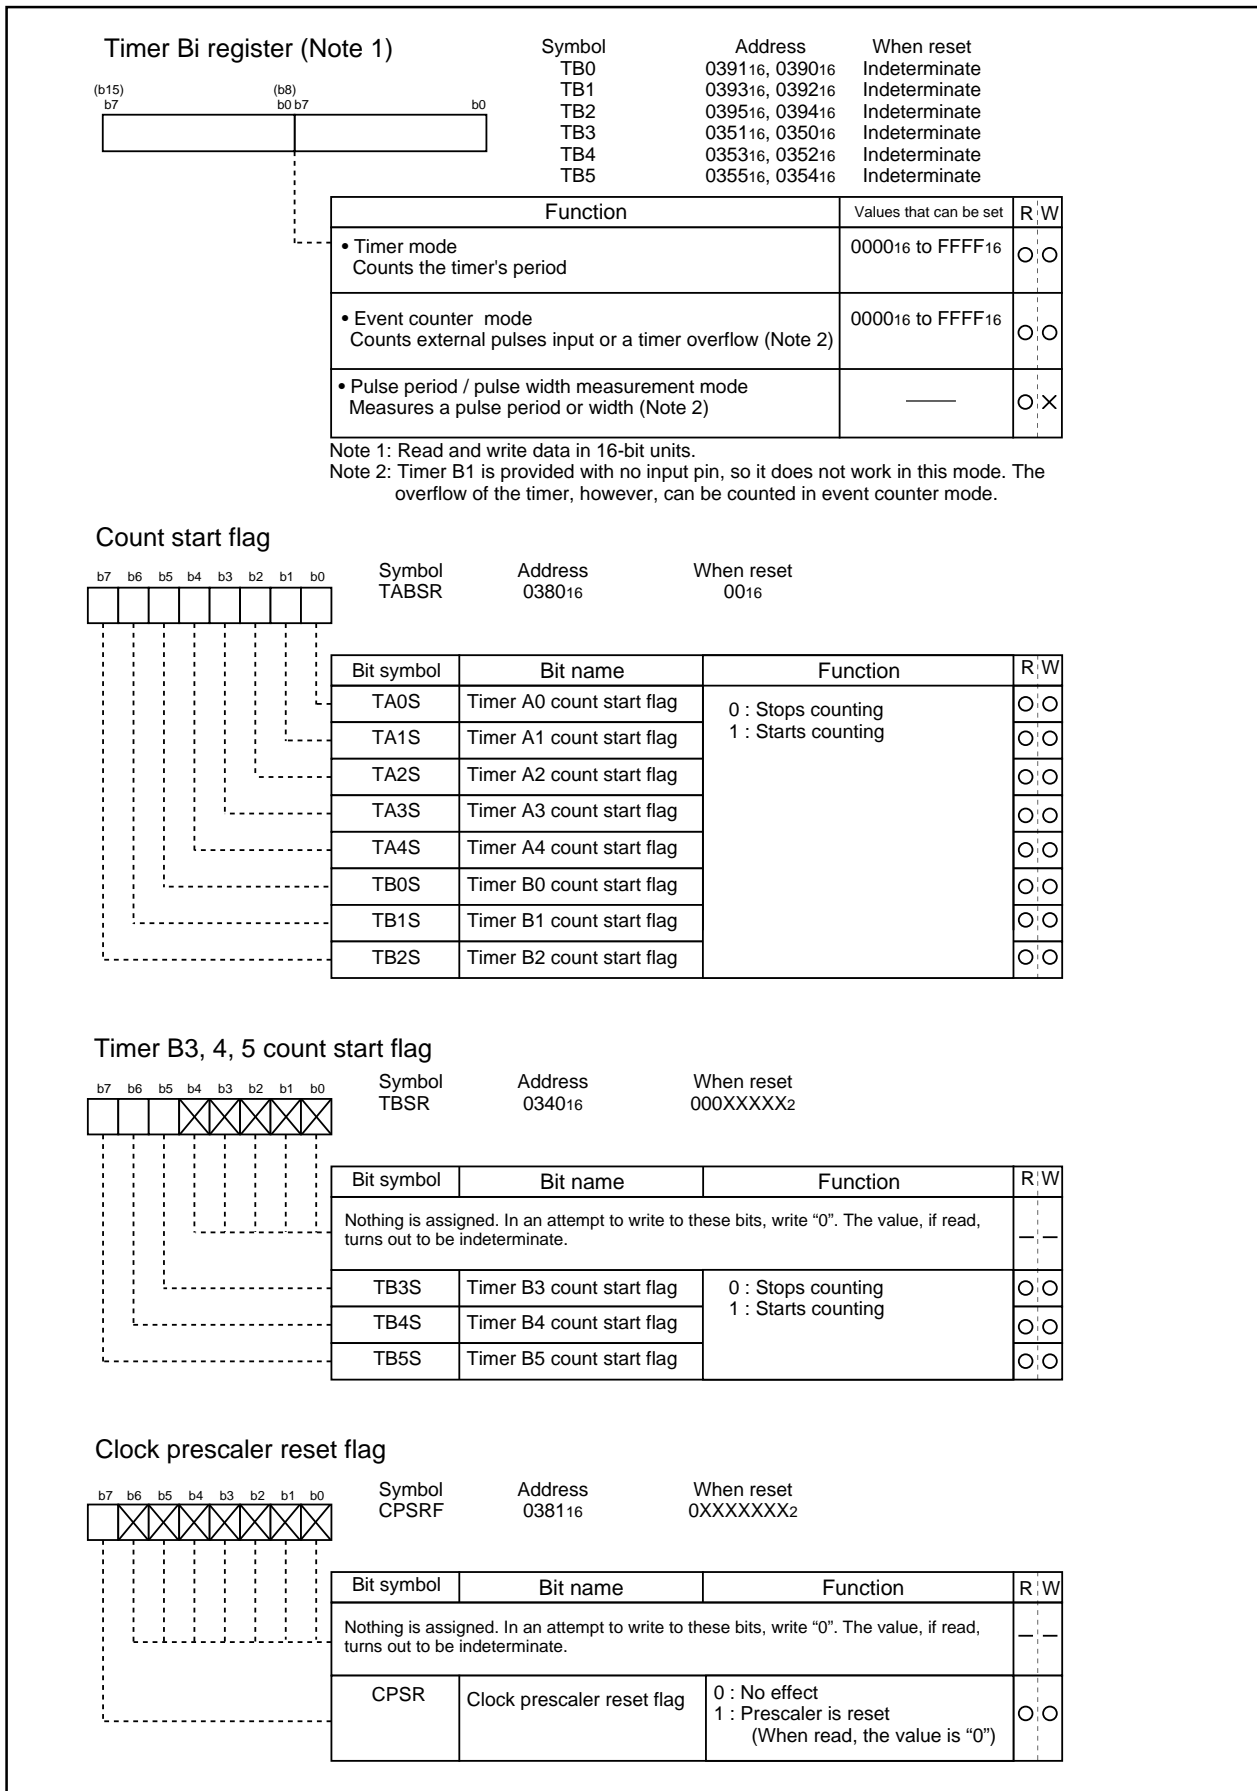 Timer Bi register (Note 1)
Symbol Address When reset
TB0 039116, 039016 Indeterminate
TB1 039316, 039216 Indeterminate
TB2 039516, 039416 Indeterminate
TB3 035116, 035016 Indeterminate
TB4 035316, 035216 Indeterminate
TB5 035516, 035416 Indeterminate
(b15) (b8)
b7 b0 b7 b0
Function Values that can be set R W
• Timer mode 000016 to FFFF16
Counts the timer's period
• Event counter mode 000016 to FFFF16
Counts external pulses input or a timer overflow (Note 2)
• Pulse period / pulse width measurement mode
Measures a pulse period or width (Note 2)
Note 1: Read and write data in 16-bit units.
Note 2: Timer B1 is provided with no input pin, so it does not work in this mode. The
overflow of the timer, however, can be counted in event counter mode.
Count start flag
b7 b6 b5 b4 b3 b2 b1 b0
Symbol Address When reset
TABSR 038016 0016
Bit symbol Bit name Function R W
TA0S Timer A0 count start flag 0 : Stops counting
1 : Starts counting
TA1S Timer A1 count start flag
TA2S Timer A2 count start flag
TA3S Timer A3 count start flag
TA4S Timer A4 count start flag
TB0S Timer B0 count start flag
TB1S Timer B1 count start flag
TB2S Timer B2 count start flag
Timer B3, 4, 5 count start flag
b7 b6 b5 b4 b3 b2 b1 b0
Symbol Address When reset
TBSR 034016 000XXXXX2
Bit symbol Bit name Function R W
Nothing is assigned. In an attempt to write to these bits, write “0”. The value, if read,
turns out to be indeterminate.
TB3S Timer B3 count start flag 0 : Stops counting
1 : Starts counting
TB4S Timer B4 count start flag
TB5S Timer B5 count start flag
Clock prescaler reset flag
b7 b6 b5 b4 b3 b2 b1 b0
Symbol Address When reset
CPSRF 038116 0XXXXXXX2
Bit symbol Bit name Function R W
Nothing is assigned. In an attempt to write to these bits, write “0”. The value, if read,
turns out to be indeterminate.
CPSR Clock prescaler reset flag 0 : No effect
1 : Prescaler is reset
(When read, the value is “0”)